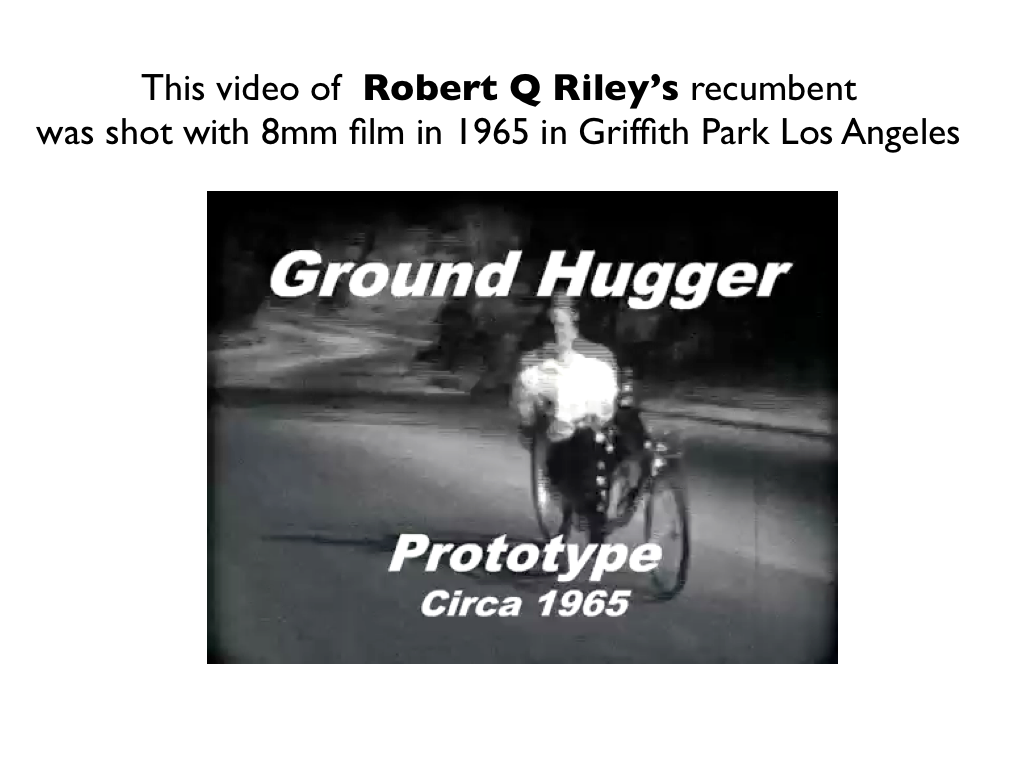 This video of Robert Q Riley’s recumbent
was shot with 8mm film in 1965 in Griffith Park Los Angeles
Ground Hugger
Prototype
Circa 1965